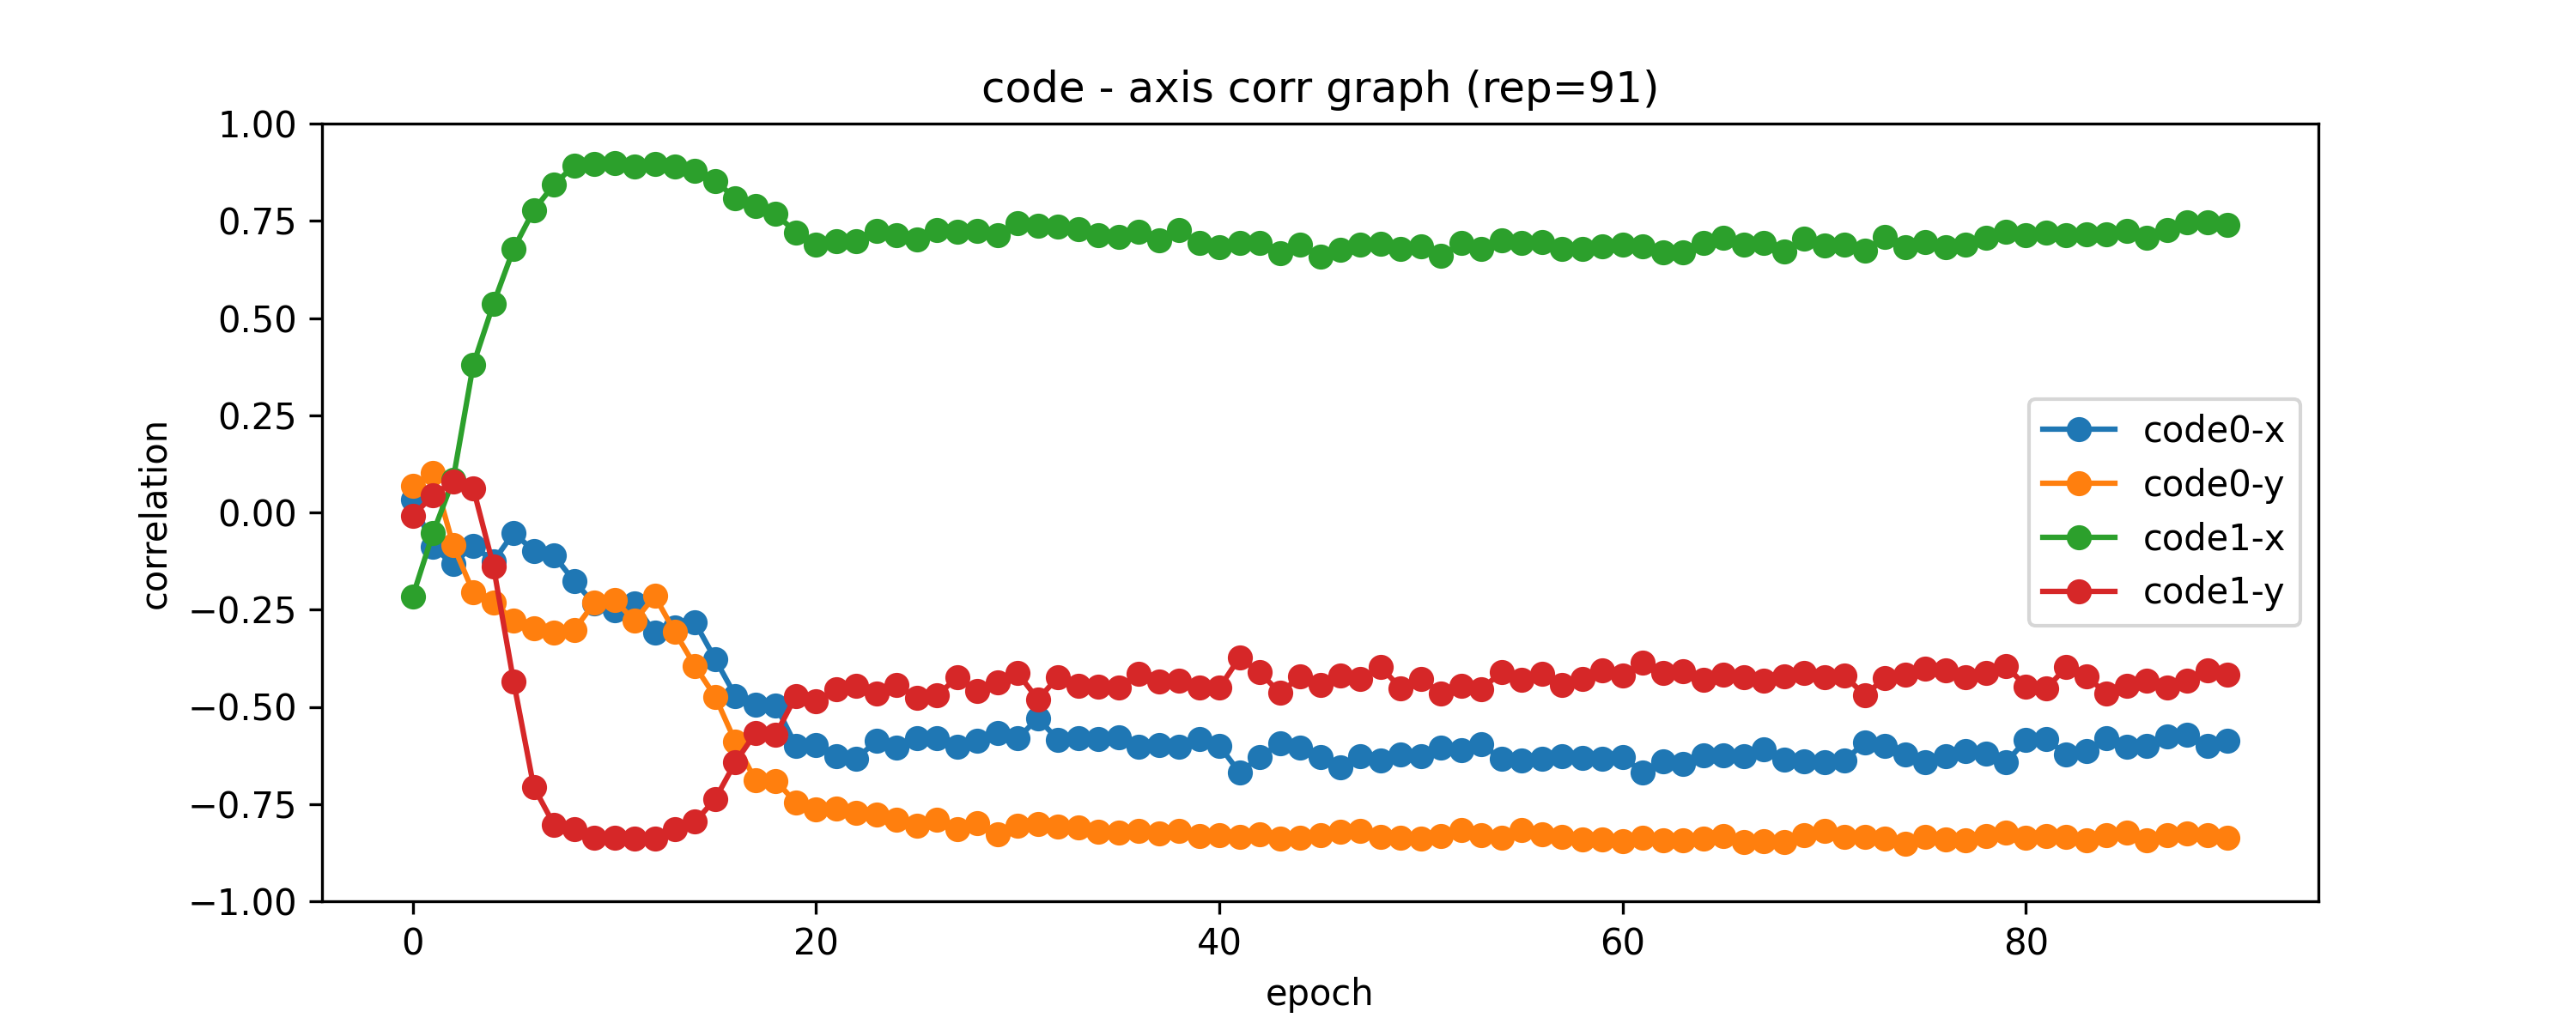 code - axis corr graph (rep=91)
1.00
0.75
0.50
0.25
0.00
−0.25
−0.50
−0.75
−1.00
correlation
code0-x
code0-y
code1-x
code1-y
0 20 40 60 80
epoch